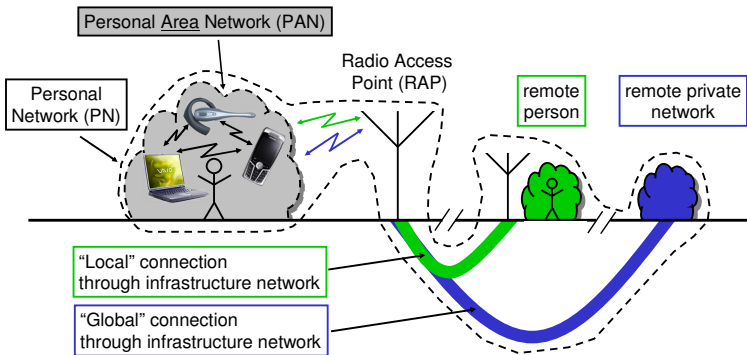 Personal Area Network (PAN)
Personal
Network (PN)
Radio Access
Point (RAP)
remote
person
remote private
network
VAIO
“Local” connection
through infrastructure network
“Global” connection
through infrastructure network